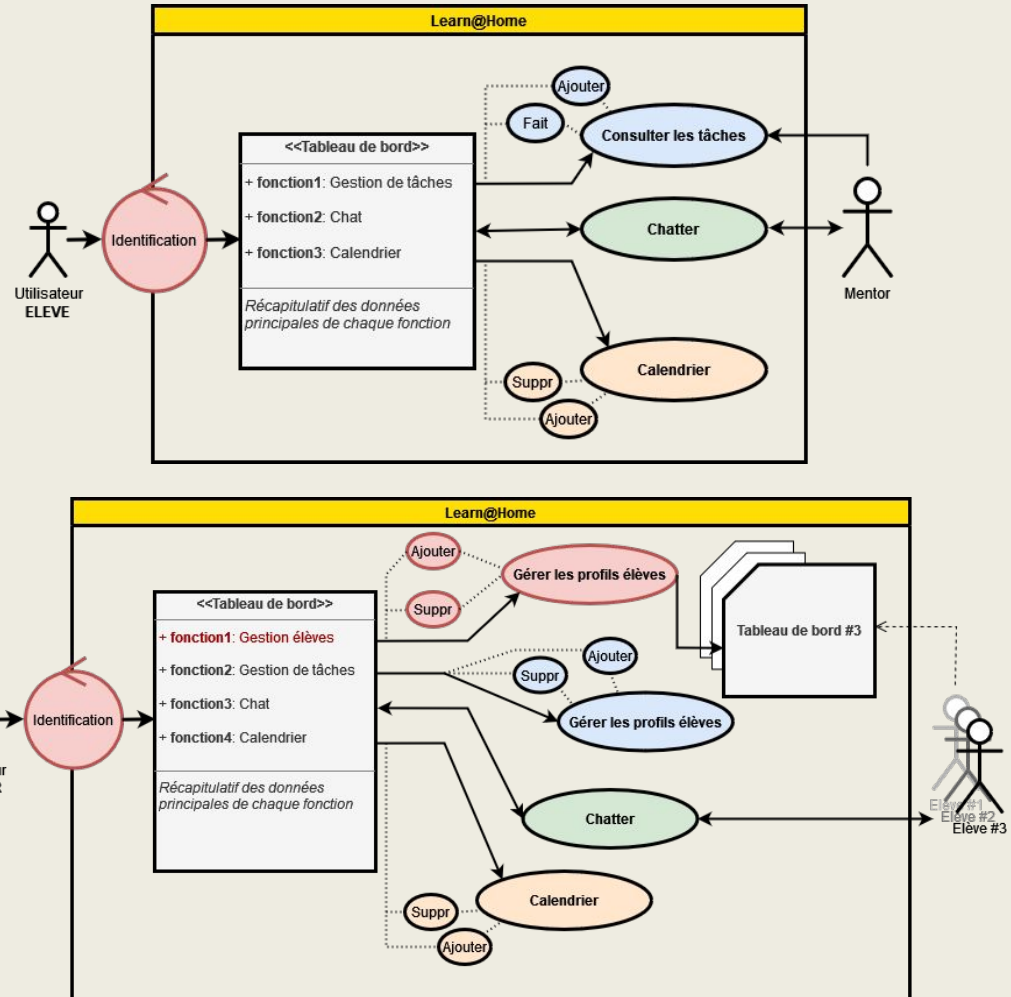 Learn@Home
Ajouter
Fait
Consulter les tâches
<<Tableau de bord>>
+ fonction1: Gestion de tâches
+ fonction2: Chat
+ fonction3: Calendrier
Récapitulatif des données
principales de chaque fonction
Identification
Utilisateur
ELEVE
Chatter
Mentor
Calendrier
Suppr
Ajouter
Learn@Home
Ajouter
Suppr
Gérer les profils élèves
Tableau de bord #3
<<Tableau de bord>>
+ fonction1: Gestion élèves
+ fonction2: Gestion de tâches
+ fonction3: Chat
+ fonction4: Calendrier
Récapitulatif des données
principales de chaque fonction
Ajouter
Suppr
Gérer les profils élèves
Identification
Chatter
Elève #1
Elève #2
Elève #3
Calendrier
Suppr
Ajouter